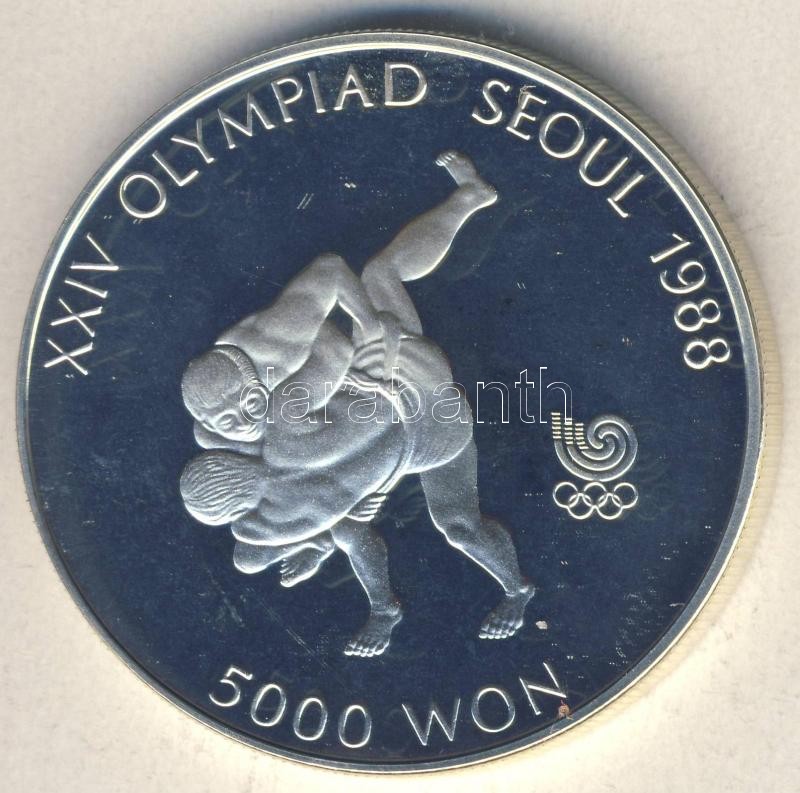 XXIV OLYMPIAD SEOUL 1988
darabanth
5000 WON